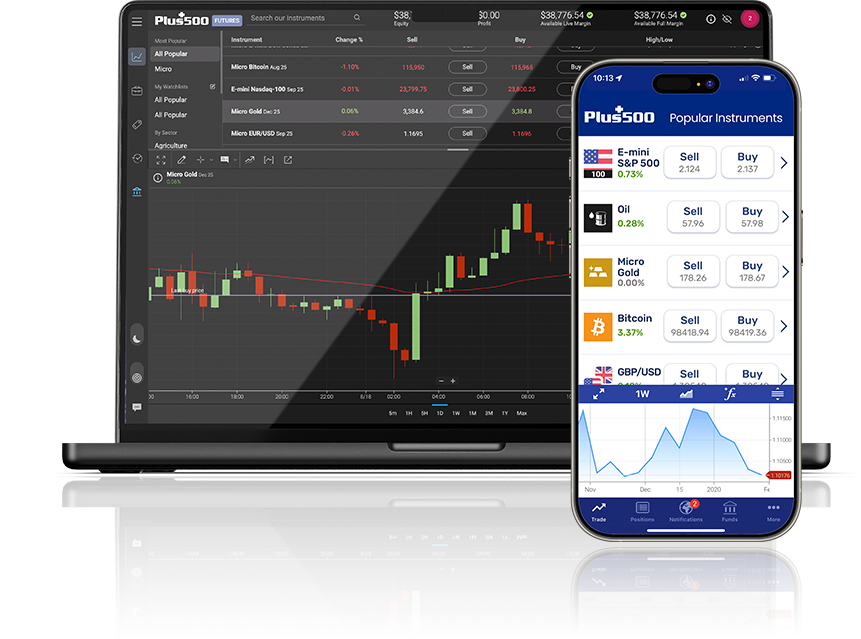 Plus500 FUTURES Search our Instruments $38, $0.00 $38,776.54 $38,776.54 2
Equity Profit Available Live Margin Available Full Margin
Most Popular Instrument Change % Sell Buy High/Low
All Popular
Micro Micro Bitcoin Aug 25 -1.10% 115,950 Sell 115,965 Buy
My Watchlists
All Popular E-mini Nasdaq-100 Sep 25 -0.01% 23,799.75 Sell 23,800.25
All Popular Micro Gold Dec 25 0.06% 3,384.6 Sell 3,384.8
By Sector Micro EUR/USD Sep 25 -0.26% 1.1695 Sell 1.1696
Agriculture
Micro Gold Dec 25
0.06%
Last buy price
16:00 18:00 20:00 22:00 8/18 02:00 04:00 06:00 08:00
5m 1H 5H 1D 1W 1M 3M 1Y Max
10:13
Plus500 Popular Instruments
E-mini
S&P 500
0.73%
100
Sell
2.124
Buy
2.137
Oil
0.28%
Sell
57.96
Buy
57.98
Micro
Gold
0.00%
Sell
178.26
Buy
178.67
Bitcoin
3.37%
Sell
98418.94
Buy
98419.36
GBP/USD
Sell
Buy
1W fx
1.11500
1.11000
1.10500
1.10176
Nov Dec 15 2020 Fe
2
Trade Positions Notifications Funds More